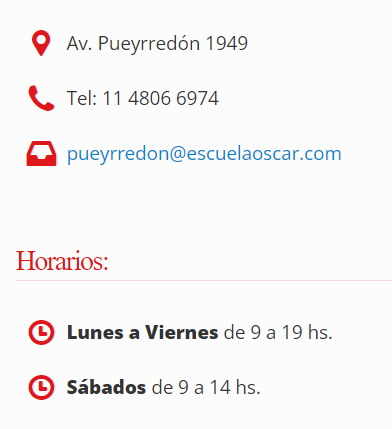 Av. Pueyrredón 1949
Tel: 11 4806 6974
pueyrredon@escuelaoscar.com
Horarios:
Lunes a Viernes de 9 a 19 hs.
Sábados de 9 a 14 hs.